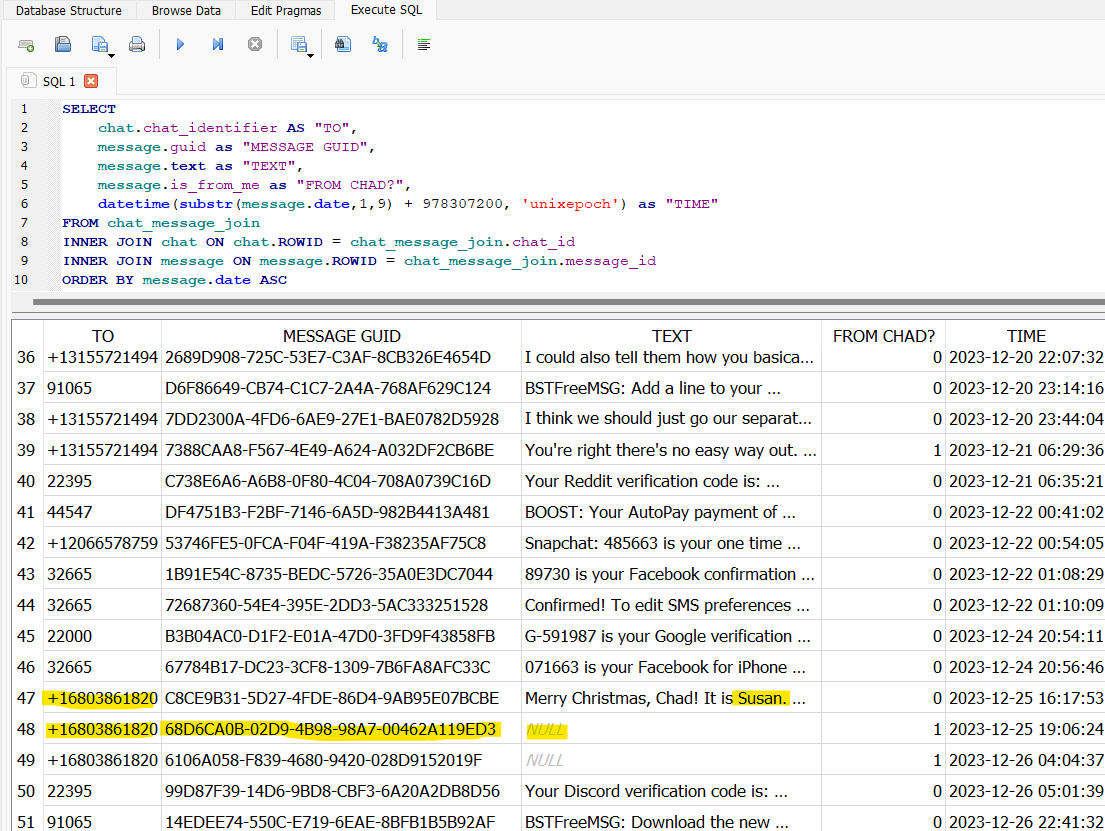 Database Structure Browse Data Edit Pragmas Execute SQL
SQL 1
1 SELECT
2 chat.chat_identifier AS "TO",
3 message.guid as "MESSAGE GUID",
4 message.text as "TEXT",
5 message.is_from_me as "FROM CHAD?",
6 datetime(substr(message.date,1,9) + 978307200, 'unixepoch') as "TIME"
7 FROM chat_message_join
8 INNER JOIN chat ON chat.ROWID = chat_message_join.chat_id
9 INNER JOIN message ON message.ROWID = chat_message_join.message_id
10 ORDER BY message.date ASC
TO MESSAGE GUID TEXT FROM CHAD? TIME
36 +13155721494 2689D908-725C-53E7-C3AF-8CB326E4654D I could also tell them how you basica... 0 2023-12-20 22:07:32
37 91065 D6F86649-CB74-C1C7-2A4A-768AF629C124 BSTFreeMSG: Add a line to your ... 0 2023-12-20 23:14:16
38 +13155721494 7DD2300A-4FD6-6AE9-27E1-BAE0782D5928 I think we should just go our separat... 0 2023-12-20 23:44:04
39 +13155721494 7388CAA8-F567-4E49-A624-A032DF2CB6BE You're right there's no easy way out. ... 1 2023-12-21 06:29:36
40 22395 C738E6A6-A6B8-0F80-4C04-708A0739C16D Your Reddit verification code is: ... 0 2023-12-21 06:35:21
41 44547 DF4751B3-F2BF-7146-6A5D-982B4413A481 BOOST: Your AutoPay payment of ... 0 2023-12-22 00:41:02
42 +12066578759 53746FE5-0FCA-F04F-419A-F38235AF75C8 Snapchat: 485663 is your one time ... 0 2023-12-22 00:54:05
43 32665 1B91E54C-8735-BEDC-5726-35A0E3DC7044 89730 is your Facebook confirmation ... 0 2023-12-22 01:08:29
44 32665 72687360-54E4-395E-2DD3-5AC333251528 Confirmed! To edit SMS preferences ... 0 2023-12-22 01:10:09
45 22000 B3B04AC0-D1F2-E01A-47D0-3FD9F43858FB G-591987 is your Google verification ... 0 2023-12-24 20:54:11
46 32665 67784B17-DC23-3CF8-1309-7B6FA8AFC33C 071663 is your Facebook for iPhone ... 0 2023-12-24 20:56:46
47 +16803861820 C8CE9B31-5D27-4FDE-86D4-9AB95E07BCBE Merry Christmas, Chad! It is Susan. ... 0 2023-12-25 16:17:53
48 +16803861820 68D6CA0B-02D9-4B98-98A7-00462A119ED3 NULL 1 2023-12-25 19:06:24
49 +16803861820 6106A058-F839-4680-9420-028D9152019F NULL 1 2023-12-26 04:04:37
50 22395 99D87F39-14D6-9BD8-CBF3-6A20A2DB8D56 Your Discord verification code is: ... 0 2023-12-26 05:01:39
51 91065 14EDEE74-550C-E719-6EAE-8BFB1B5B92AF BSTFreeMSG: Download the new ... 0 2023-12-26 22:41:32